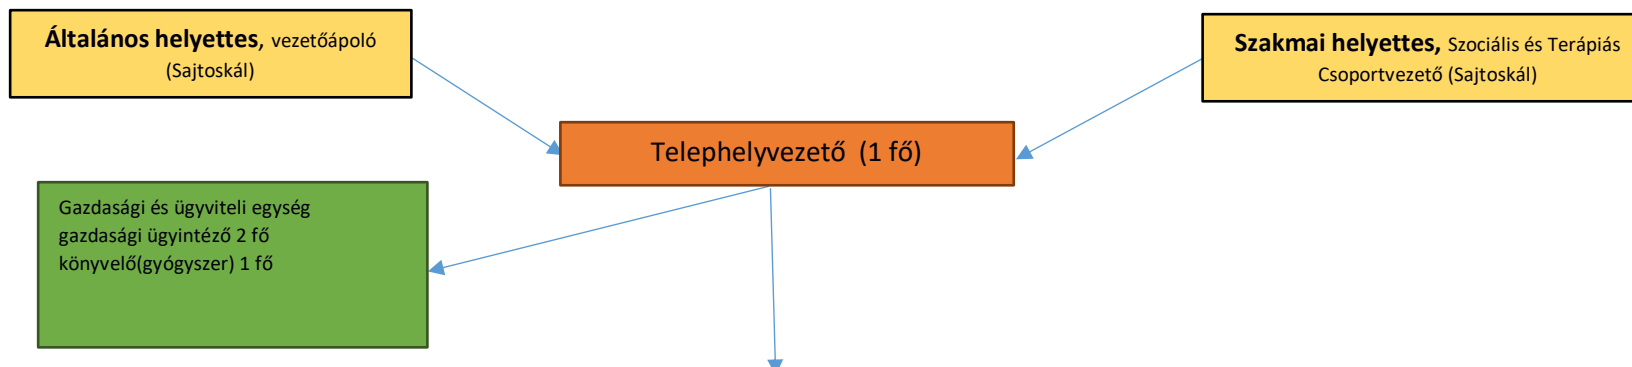 Általános helyettes, vezetőápoló
(Sajtoskál)
Szakmai helyettes, Szociális és Terápiás
Csoportvezető (Sajtoskál)
Telephelyvezető (1 fő)
Gazdasági és ügyviteli egység
gazdasági ügyintéző 2 fő
könyvelő(gyógyszer) 1 fő